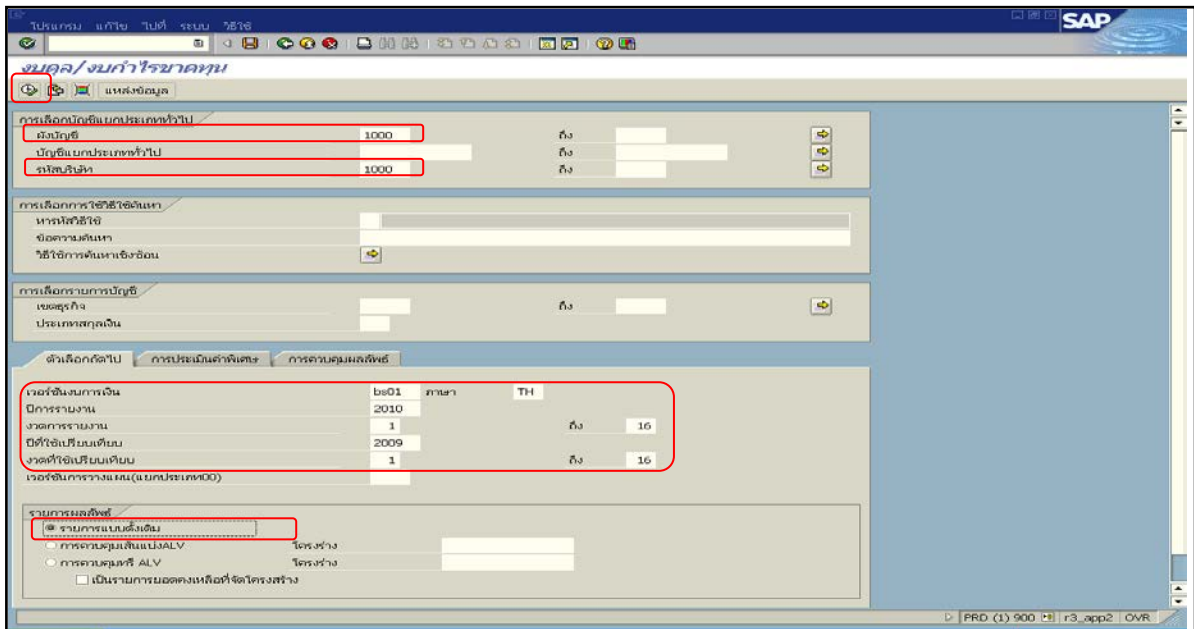 โปรแกรม แก้ไข ไปที่ ระบบ วิธีใช้
SAP
งบดุล/งบกำไรขาดทุน
แหล่งข้อมูล
การเลือกบัญชีแยกประเภททั่วไป
ผังบัญชี 1000 ถึง
บัญชีแยกประเภททั่วไป ถึง
รหัสบริษัท 1000 ถึง
การเลือกการใช้วิธีใช้ค้นหา
หารหัสวิธีใช้
ข้อความค้นหา
วิธีใช้การค้นหาเชิงซ้อน
การเลือกรายการบัญชี
เขตธุรกิจ ถึง
ประเภทสกุลเงิน
ตัวเลือกถัดไป การประเมินค่าพิเศษ การควบคุมผลลัพธ์
เวอร์ชันงบการเงิน bs01 ภาษา TH
ปีการรายงาน 2010
งวดการรายงาน 1 ถึง 16
ปีที่ใช้เปรียบเทียบ 2009
งวดที่ใช้เปรียบเทียบ 1 ถึง 16
เวอร์ชันการวางแผน(แยกประเภท00)
รายการผลลัพธ์
รายการแบบดั้งเดิม
การควบคุมเส้นแบ่งALV โครงร่าง
การควบคุมทรี ALV โครงร่าง
เป็นรายการยอดคงเหลือที่จัดโครงสร้าง
PRD (1) 900 r3_app2 OVR